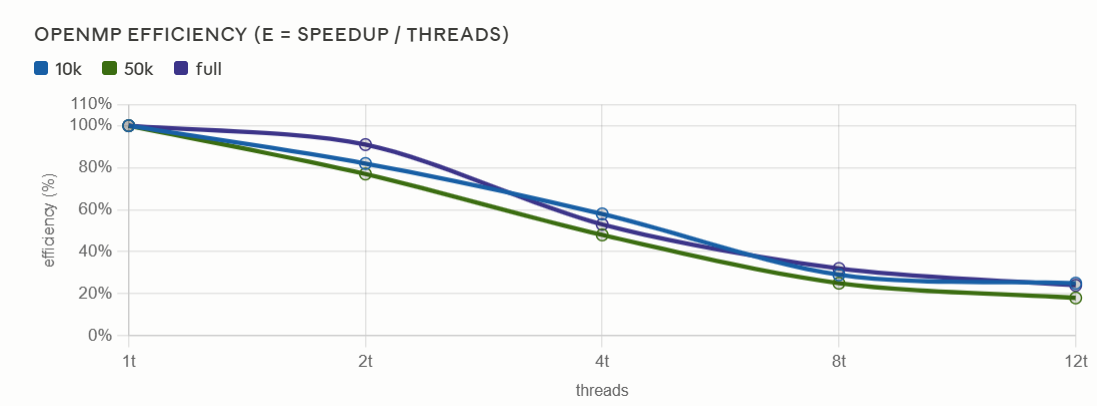 OPENMP EFFICIENCY (E = SPEEDUP / THREADS)
10k 50k full
110%
100%
80%
60%
40%
20%
0%
efficiency (%)
1t 2t 4t 8t 12t
threads